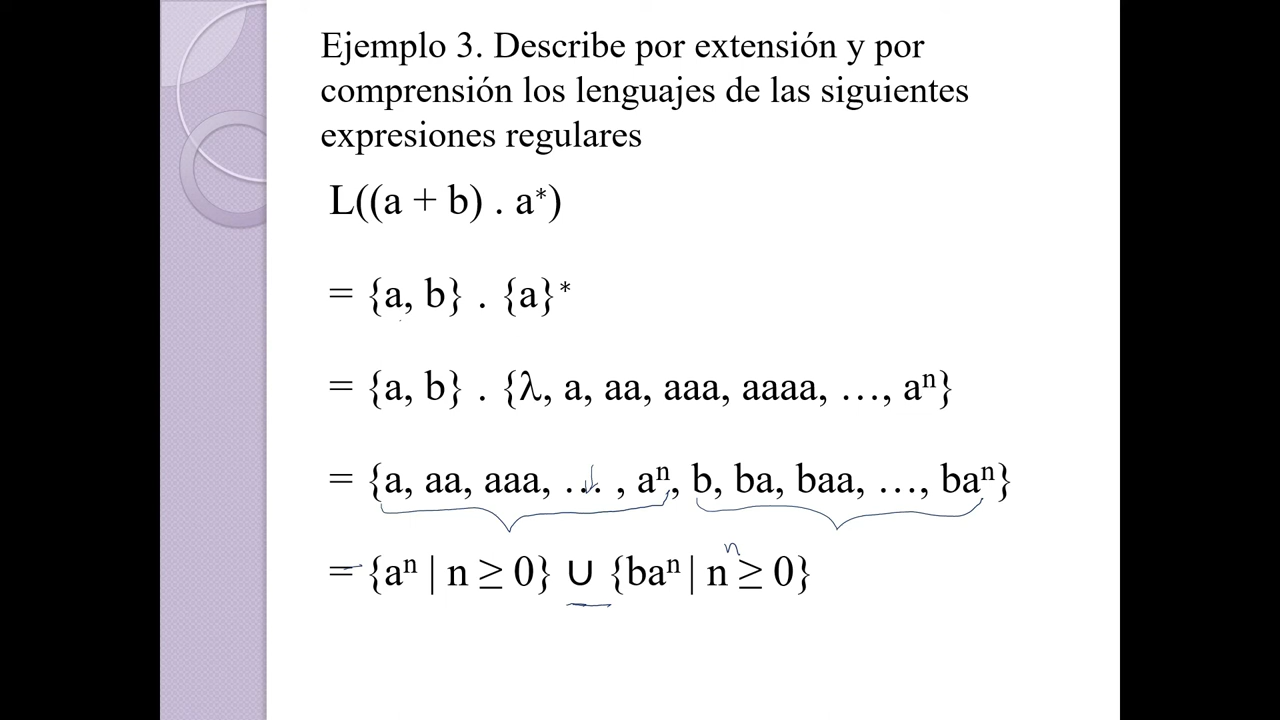 Ejemplo 3. Describe por extensión y por
comprensión los lenguajes de las siguientes
expresiones regulares
L((a + b) . a*)
= {a, b} . {a}*
= {a, b} . {λ, a, aa, aaa, aaaa, …, aⁿ}
= {a, aa, aaa, … , aⁿ, b, ba, baa, …, baⁿ}
n
= {aⁿ | n ≥ 0} ∪ {baⁿ | n ≥ 0}